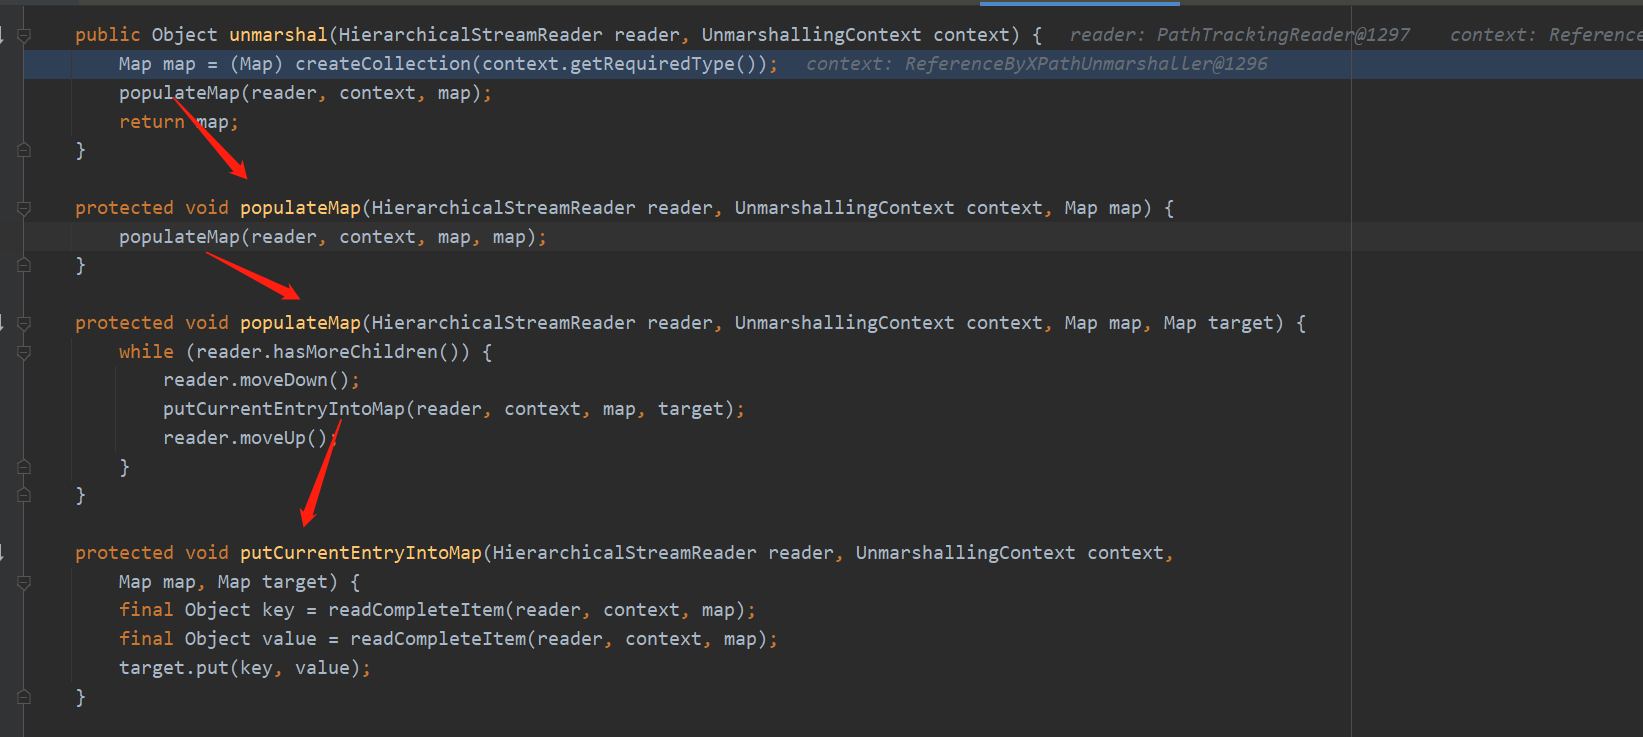 public Object unmarshal(HierarchicalStreamReader reader, UnmarshallingContext context) { reader: PathTrackingReader@1297 context: Reference
Map map = (Map) createCollection(context.getRequiredType()); context: ReferenceByXPathUnmarshaller@1296
populateMap(reader, context, map);
return map;
}
protected void populateMap(HierarchicalStreamReader reader, UnmarshallingContext context, Map map) {
populateMap(reader, context, map, map);
}
protected void populateMap(HierarchicalStreamReader reader, UnmarshallingContext context, Map map, Map target) {
while (reader.hasMoreChildren()) {
reader.moveDown();
putCurrentEntryIntoMap(reader, context, map, target);
reader.moveUp();
}
}
protected void putCurrentEntryIntoMap(HierarchicalStreamReader reader, UnmarshallingContext context,
Map map, Map target) {
final Object key = readCompleteItem(reader, context, map);
final Object value = readCompleteItem(reader, context, map);
target.put(key, value);
}